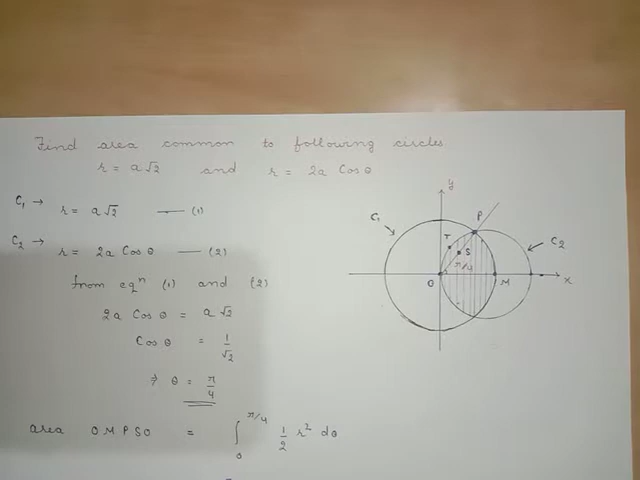 Find area common to following circles
r = a√2 and r = 2a Cos θ
C₁ → r = a√2 — (1)
C₂ → r = 2a Cos θ — (2)
from eqⁿ (1) and (2)
2a Cos θ = a√2
Cos θ = 1/√2
⇒ θ = π/4
area OMPSO = ∫₀^(π/4) 1/2 r² dθ
y
C₁
P
C₂
T
S
π/4
O
M
x